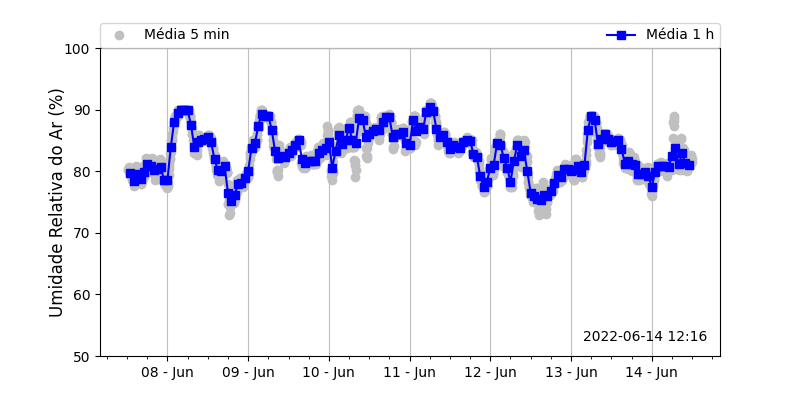 Média 5 min
Média 1 h
Umidade Relativa do Ar (%)
100
90
80
70
60
50
2022-06-14 12:16
08 - Jun
09 - Jun
10 - Jun
11 - Jun
12 - Jun
13 - Jun
14 - Jun